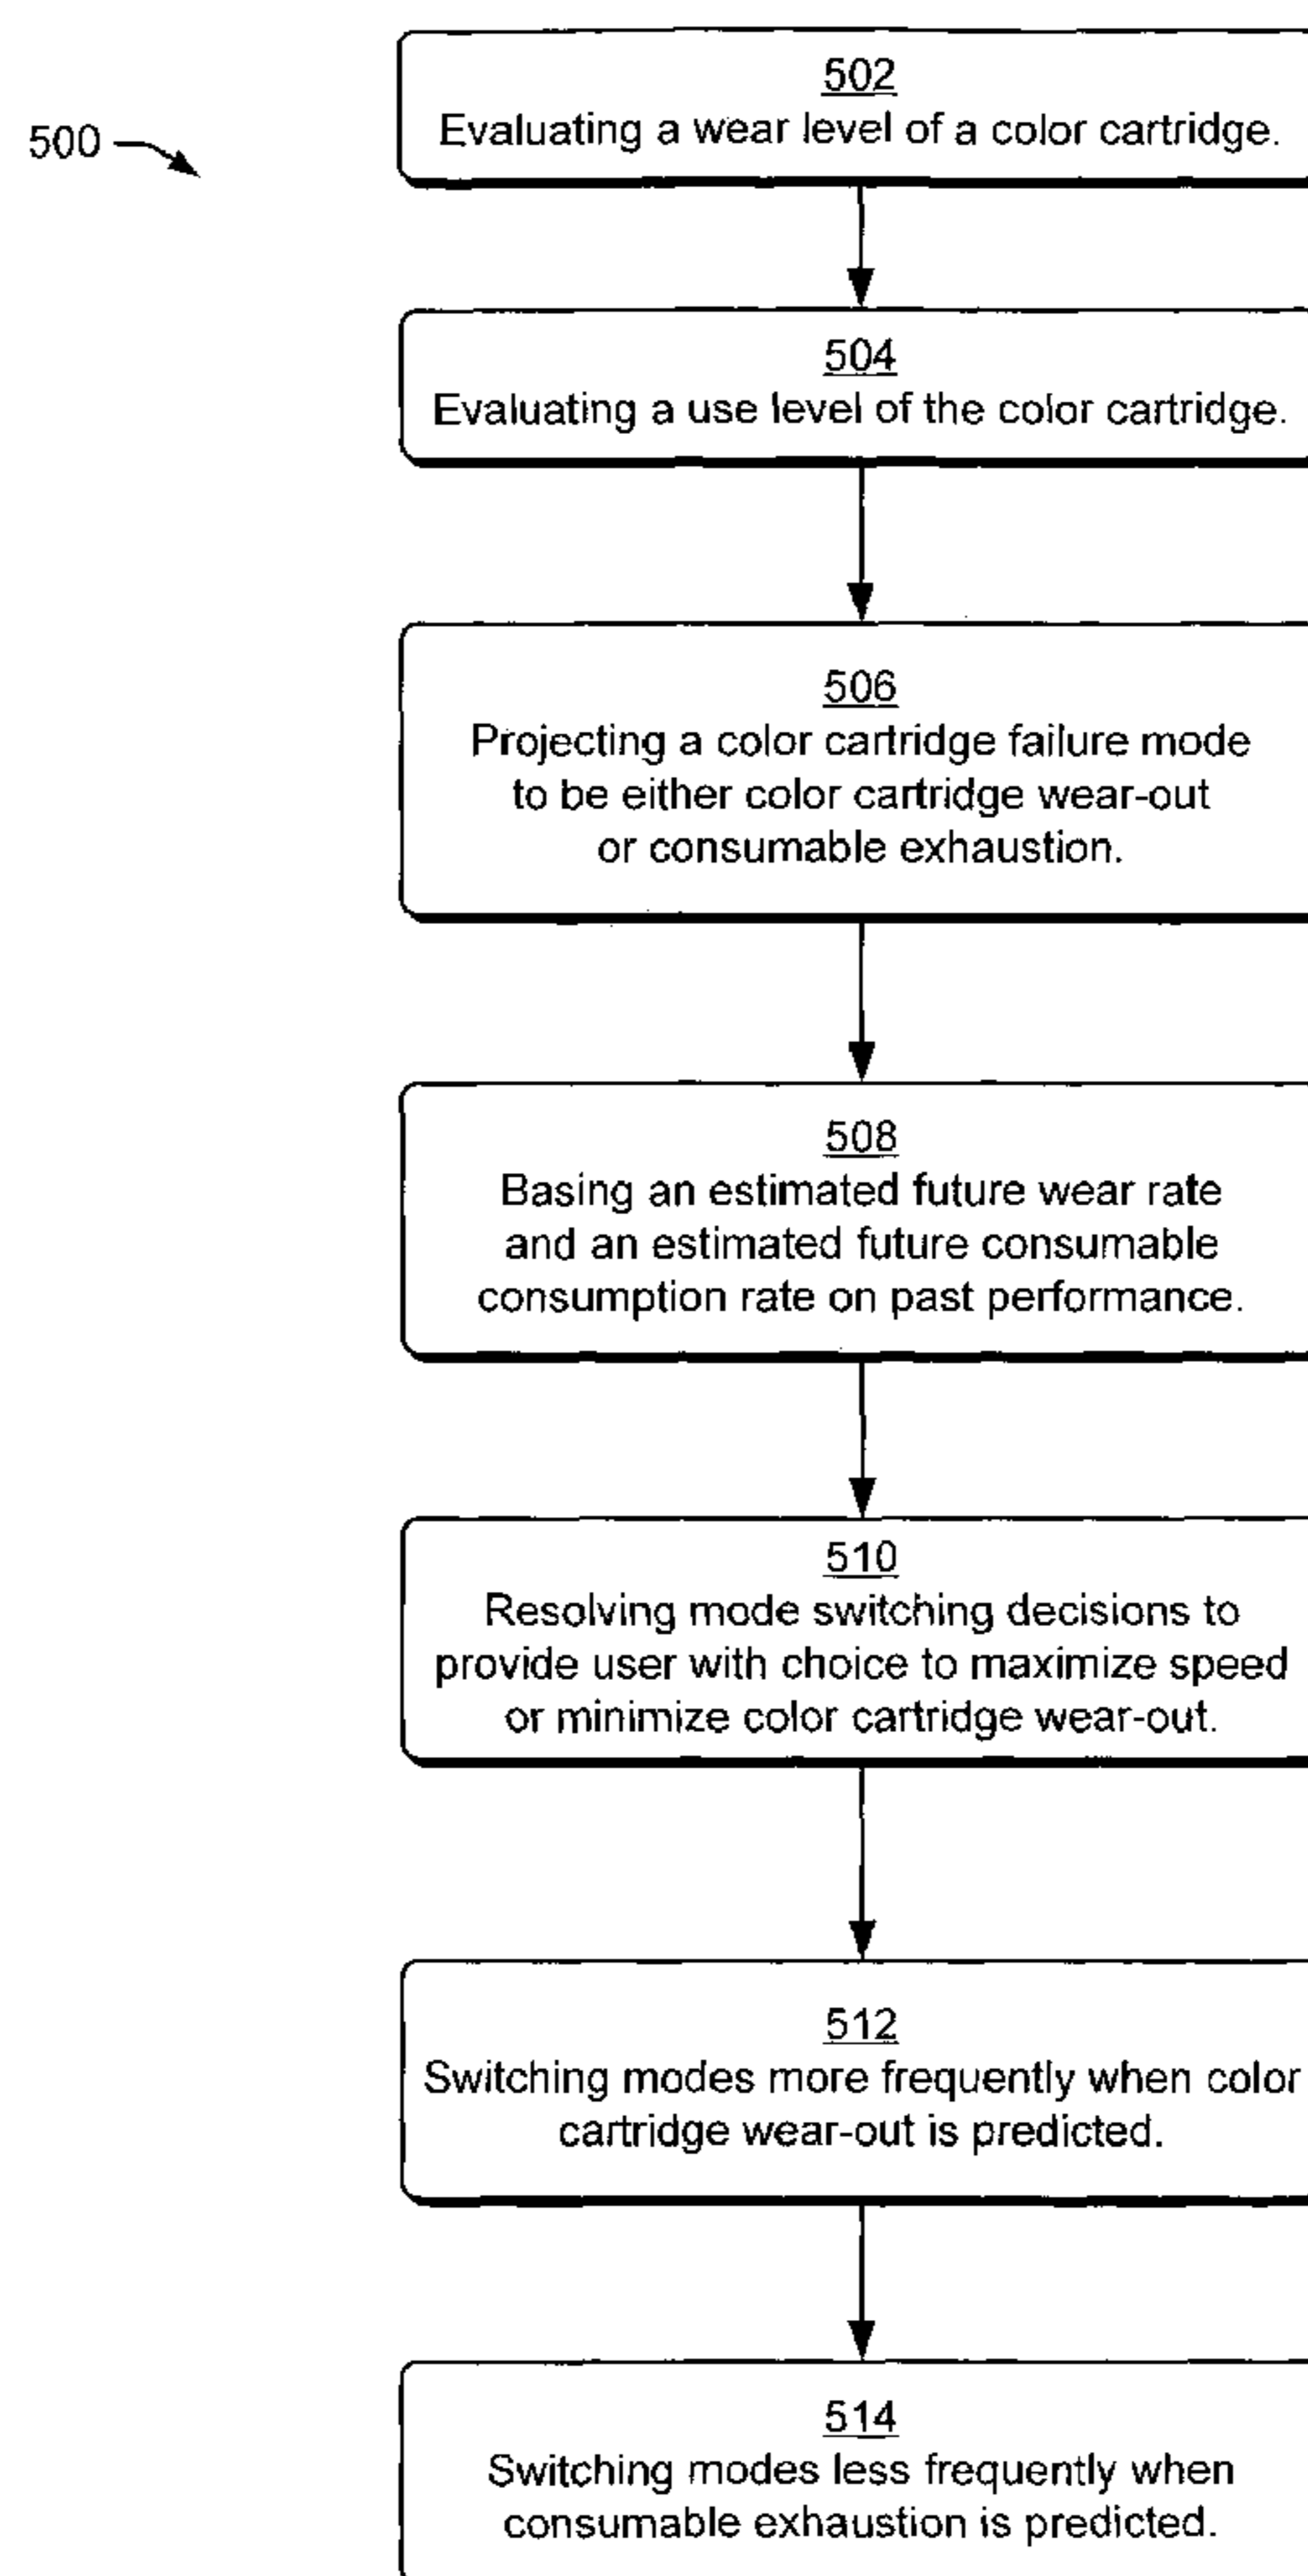 500
502
Evaluating a wear level of a color cartridge.
504
Evaluating a use level of the color cartridge.
506
Projecting a color cartridge failure mode
to be either color cartridge wear-out
or consumable exhaustion.
508
Basing an estimated future wear rate
and an estimated future consumable
consumption rate on past performance.
510
Resolving mode switching decisions to
provide user with choice to maximize speed
or minimize color cartridge wear-out.
512
Switching modes more frequently when color
cartridge wear-out is predicted.
514
Switching modes less frequently when
consumable exhaustion is predicted.